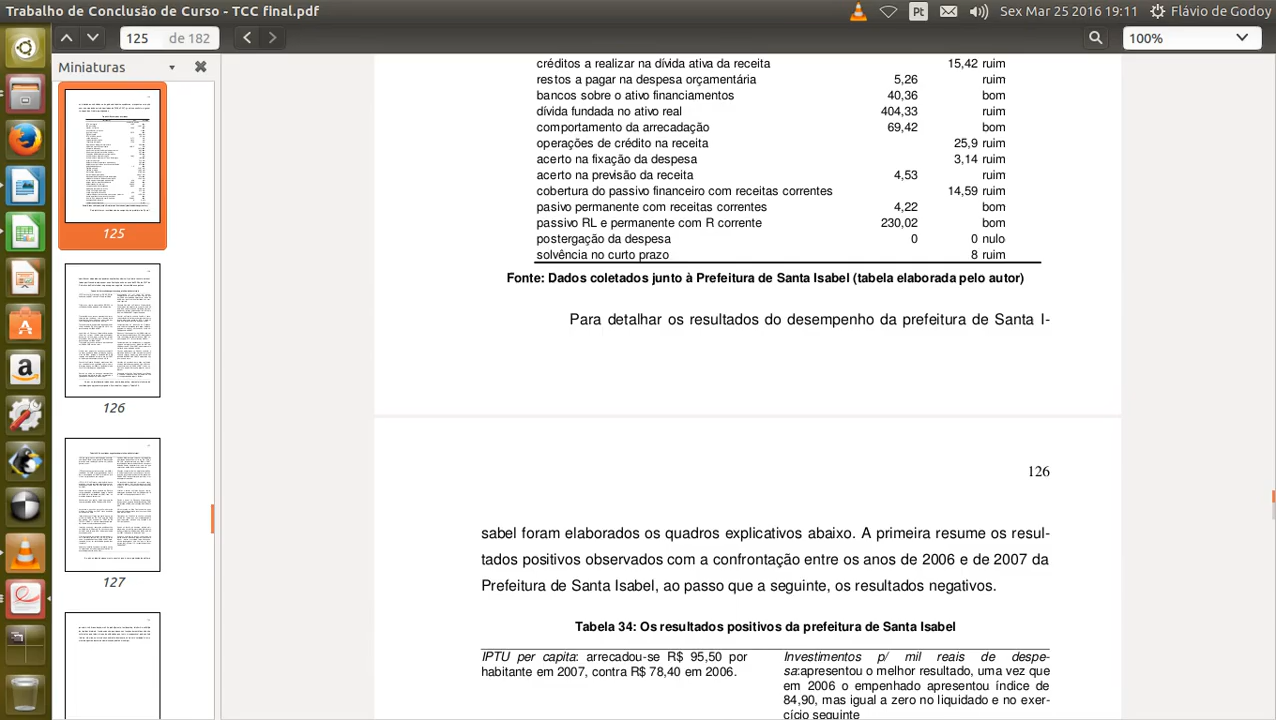 Trabalho de Conclusão de Curso - TCC final.pdf
Pt
Sex Mar 25 2016 19:11
Flávio de Godoy
125
de 182
100%
Miniaturas
125
126
127
créditos a realizar na dívida ativa da receita 15,42 ruim
restos a pagar na despesa orçamentária 5,26 ruim
bancos sobre o ativo financiamentos 40,36 bom
dívida fundada no ativo real 404,33 ruim
comportamento da arrecadação 69,42 bom
operações de crédito na receita 25,9 ruim
acerto na fixação da despesa 3,14 ruim
acerto na previsão da receita 4,53 ruim
cobertura do passivo financeiro com receitas correntes 14,59 ruim
pasivo permanente com receitas correntes 4,22 bom
passivo RL e permanente com R corrente 230,02 bom
postergação da despesa 0 0 nulo
solvência no curto prazo 8 ruim
Fonte: Dados coletados junto à Prefeitura de Santa Isabel (tabela elaborada pelo autor)
Para detalhar os resultados do desempenho da prefeitura de Santa I-
126
sabel foram elaborados os quadros explicativos abaixo. A primeira resume os resul-
tados positivos observados com a confrontação entre os anos de 2006 e de 2007 da
Prefeitura de Santa Isabel, ao passo que a seguinte, os resultados negativos.
Tabela 34: Os resultados positivos da prefeitura de Santa Isabel
IPTU per capita: arrecadou-se R$ 95,50 por
habitante em 2007, contra R$ 78,40 em 2006.
Investimentos p/ mil reais de despe-
sa:apresentou o melhor resultado, uma vez que
em 2006 o empenhado apresentou índice de
84,90, mas igual a zero no liquidado e no exer-
cício seguinte